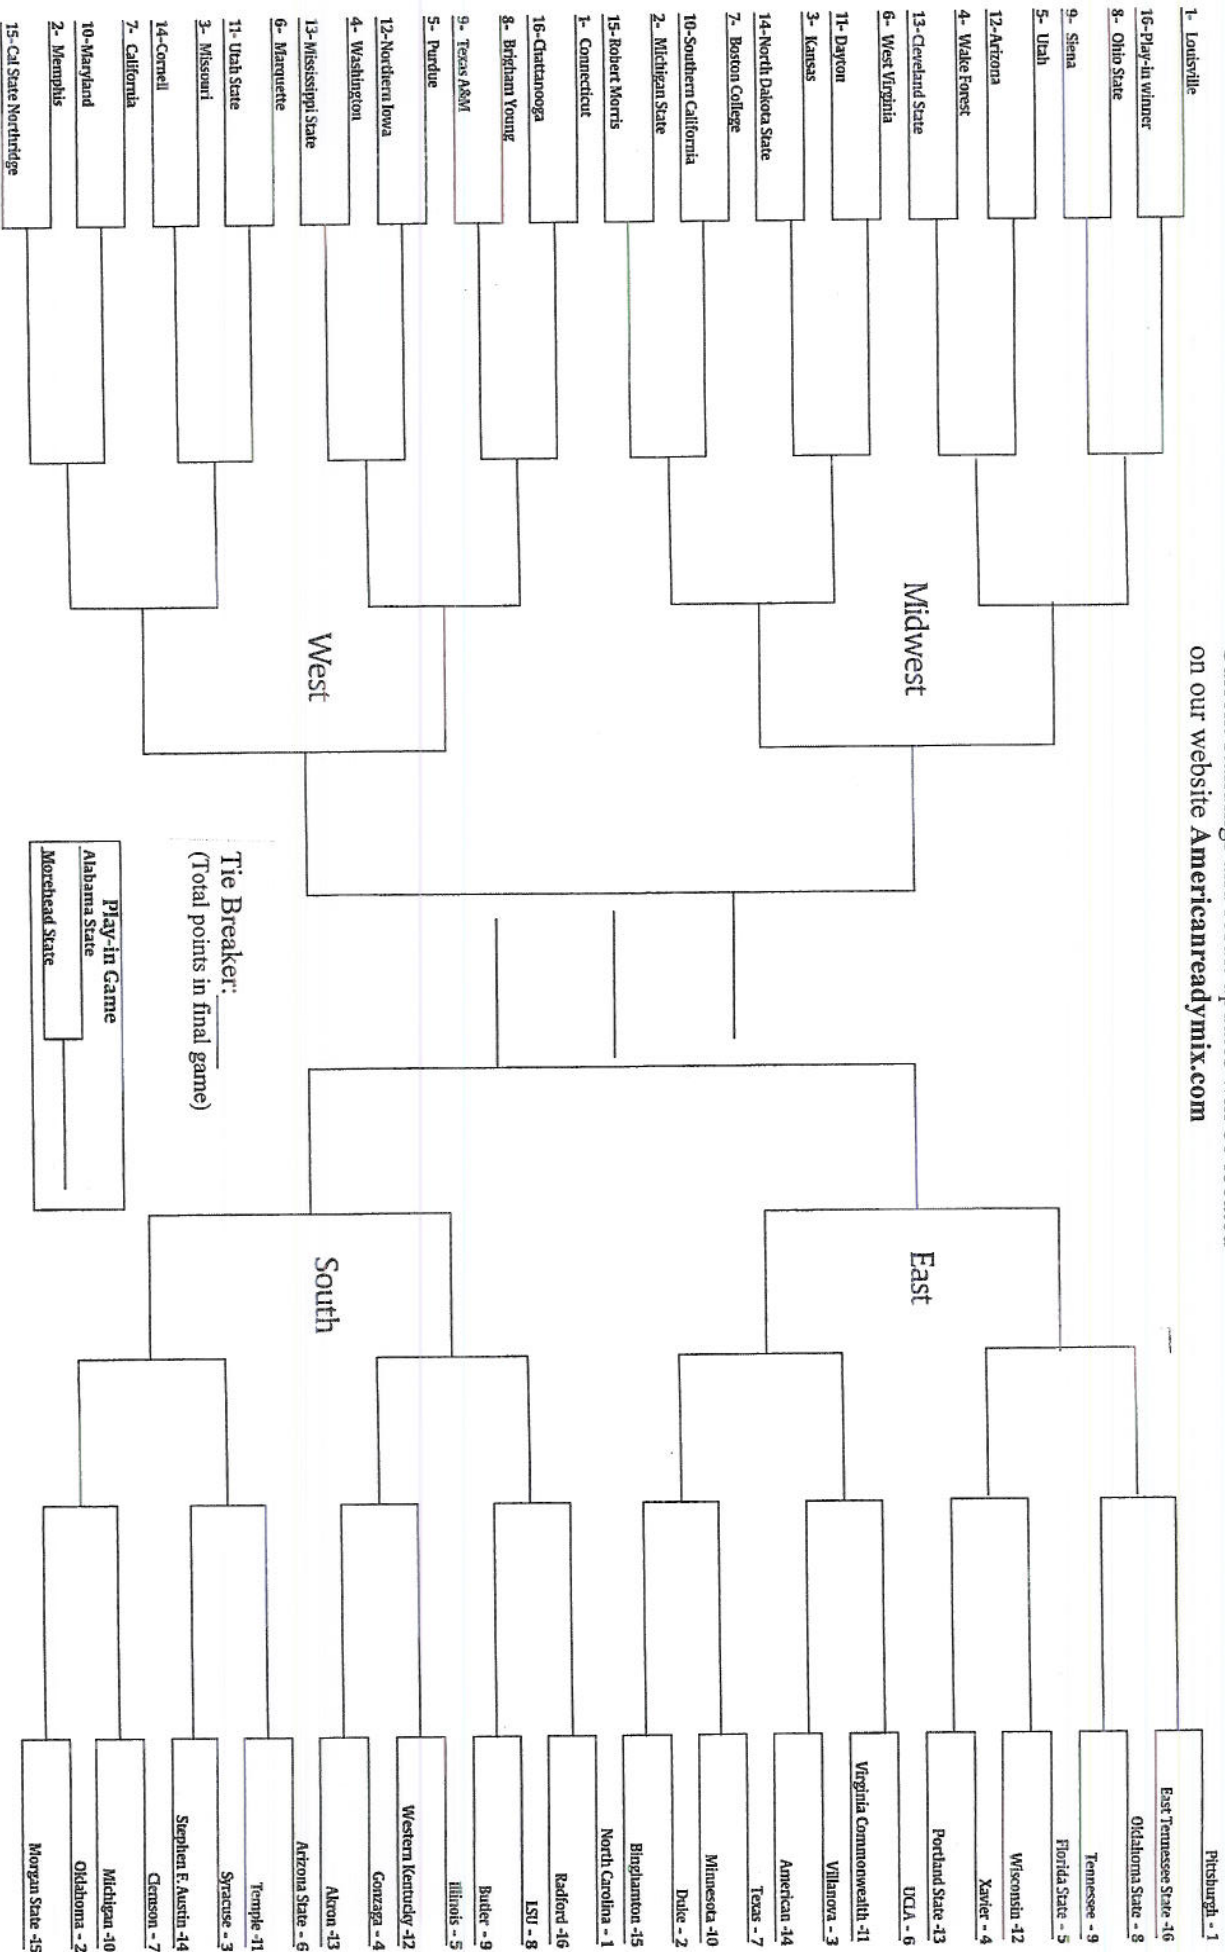 on our website Americanreadymix.com
1- Louisville
16-Play-in winner
8- Ohio State
9- Siena
5- Utah
12-Arizona
4- Wake Forest
13-Cleveland State
6- West Virginia
11- Dayton
3- Kansas
14-North Dakota State
7- Boston College
10-Southern California
2- Michigan State
15-Robert Morris
Midwest
1- Connecticut
16-Chattanooga
8- Brigham Young
9- Texas A&M
5- Purdue
12-Northern Iowa
4- Washington
13-Mississippi State
6- Marquette
11- Utah State
3- Missouri
14-Cornell
7- California
10-Maryland
2- Memphis
15-Cal State Northridge
West
Tie Breaker:
(Total points in final game)
Play-in Game
Alabama State
Morehead State
East
Pittsburgh - 1
East Tennessee State -16
Oklahoma State - 8
Tennessee - 9
Florida State - 5
Wisconsin -12
Xavier - 4
Portland State -13
UCLA - 6
Virginia Commonwealth -11
Villanova - 3
American -14
Texas - 7
Minnesota -10
Duke - 2
Binghamton -15
South
North Carolina - 1
Radford -16
LSU - 8
Butler - 9
Illinois - 5
Western Kentucky -12
Gonzaga - 4
Akron -13
Arizona State - 6
Temple -11
Syracuse - 3
Stephen F. Austin -14
Clemson - 7
Michigan -10
Oklahoma - 2
Morgan State -15